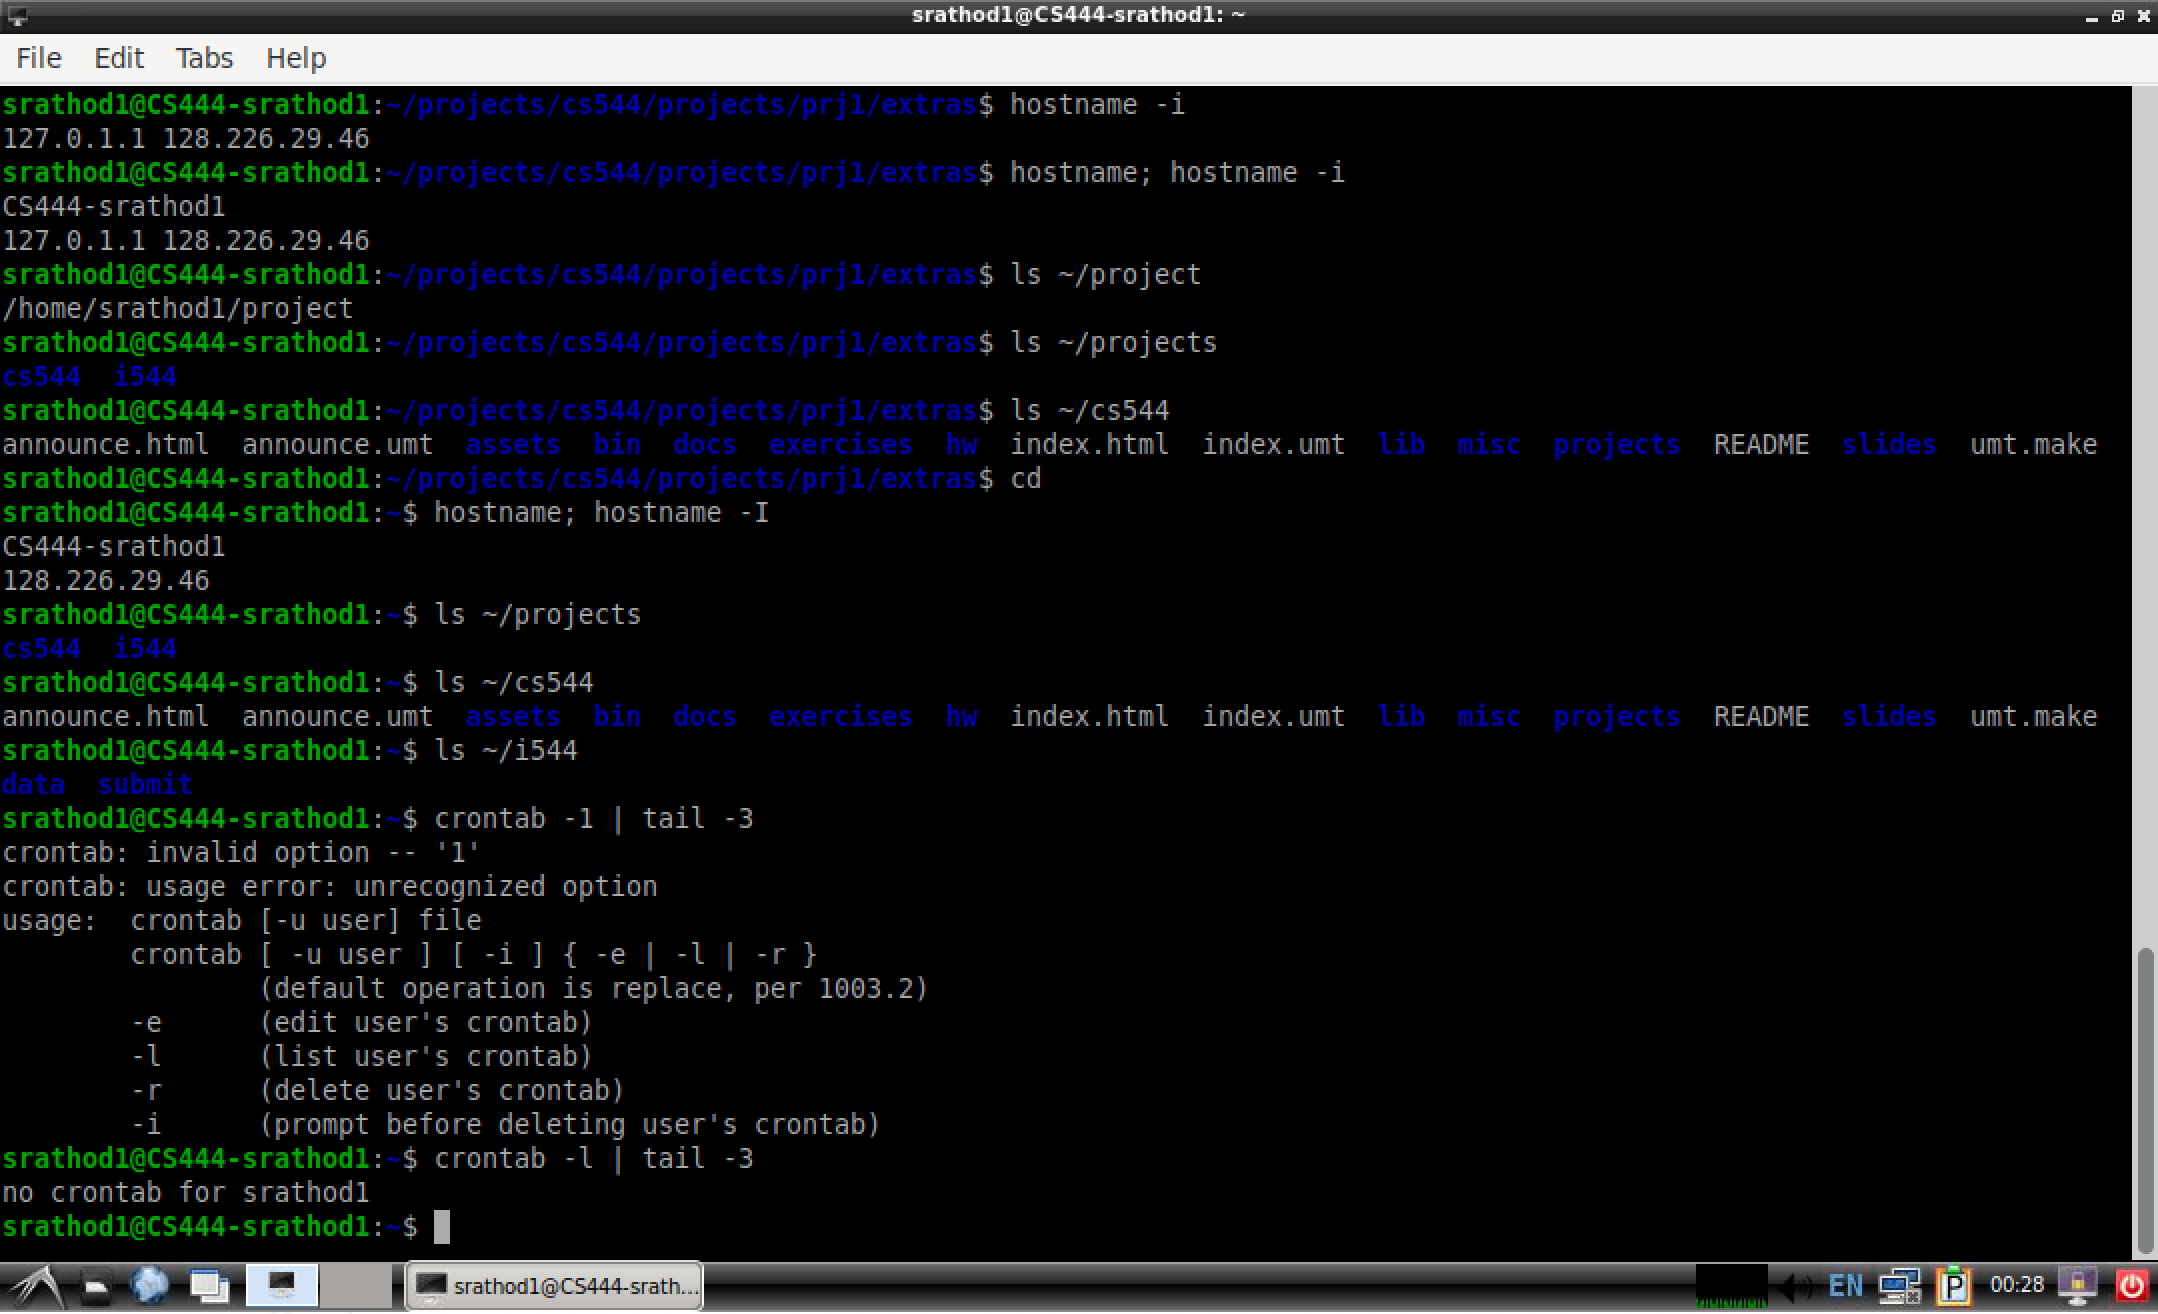 srathod1@CS444-srathod1: ~
File Edit Tabs Help
srathod1@CS444-srathod1:~/projects/cs544/projects/prj1/extras$ hostname -i
127.0.1.1 128.226.29.46
srathod1@CS444-srathod1:~/projects/cs544/projects/prj1/extras$ hostname; hostname -i
CS444-srathod1
127.0.1.1 128.226.29.46
srathod1@CS444-srathod1:~/projects/cs544/projects/prj1/extras$ ls ~/project
/home/srathod1/project
srathod1@CS444-srathod1:~/projects/cs544/projects/prj1/extras$ ls ~/projects
cs544  i544
srathod1@CS444-srathod1:~/projects/cs544/projects/prj1/extras$ ls ~/cs544
announce.html  announce.umt  assets  bin  docs  exercises  hw  index.html  index.umt  lib  misc  projects  README  slides  umt.make
srathod1@CS444-srathod1:~/projects/cs544/projects/prj1/extras$ cd
srathod1@CS444-srathod1:~$ hostname; hostname -I
CS444-srathod1
128.226.29.46
srathod1@CS444-srathod1:~$ ls ~/projects
cs544  i544
srathod1@CS444-srathod1:~$ ls ~/cs544
announce.html  announce.umt  assets  bin  docs  exercises  hw  index.html  index.umt  lib  misc  projects  README  slides  umt.make
srathod1@CS444-srathod1:~$ ls ~/i544
data  submit
srathod1@CS444-srathod1:~$ crontab -1 | tail -3
crontab: invalid option -- '1'
crontab: usage error: unrecognized option
usage:  crontab [-u user] file
        crontab [ -u user ] [ -i ] { -e | -l | -r }
                (default operation is replace, per 1003.2)
        -e      (edit user's crontab)
        -l      (list user's crontab)
        -r      (delete user's crontab)
        -i      (prompt before deleting user's crontab)
srathod1@CS444-srathod1:~$ crontab -l | tail -3
no crontab for srathod1
srathod1@CS444-srathod1:~$
srathod1@CS444-srath... EN P 00:28